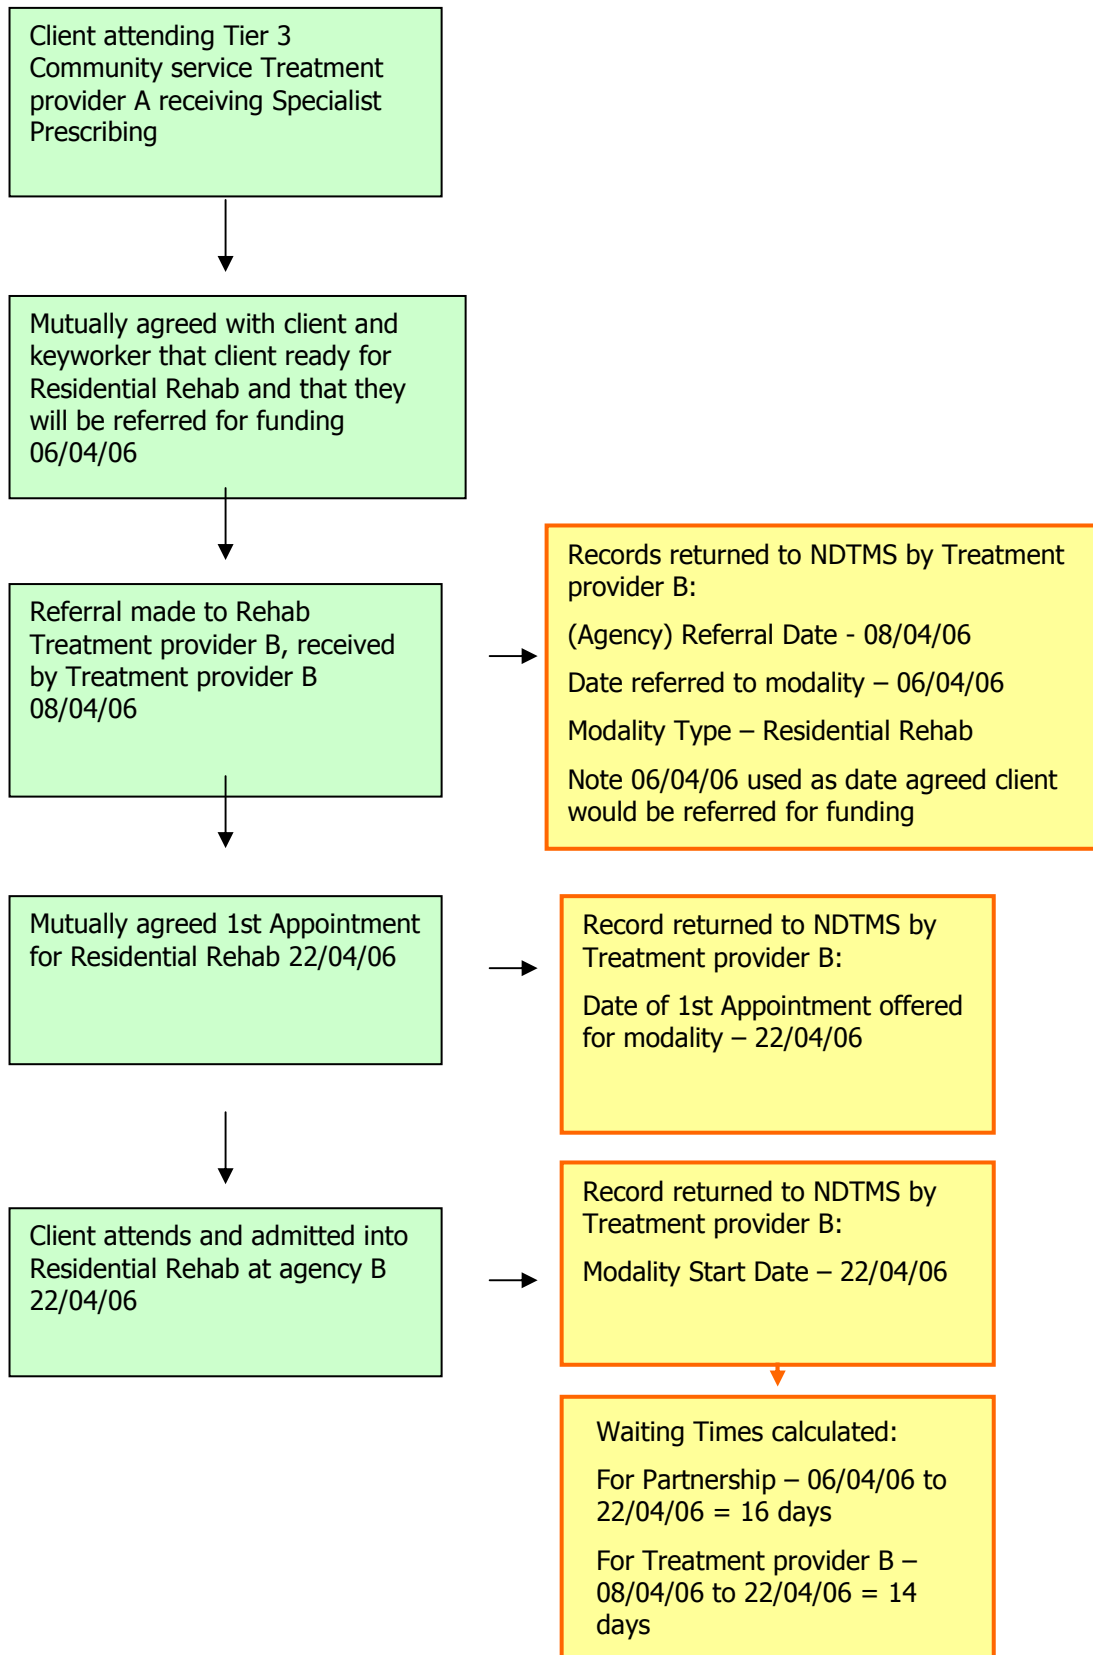 Client attending Tier 3
Community service Treatment
provider A receiving Specialist
Prescribing
Mutually agreed with client and
keyworker that client ready for
Residential Rehab and that they
will be referred for funding
06/04/06
Referral made to Rehab
Treatment provider B, received
by Treatment provider B
08/04/06
Records returned to NDTMS by Treatment
provider B:
(Agency) Referral Date - 08/04/06
Date referred to modality – 06/04/06
Modality Type – Residential Rehab
Note 06/04/06 used as date agreed client
would be referred for funding
Mutually agreed 1st Appointment
for Residential Rehab 22/04/06
Record returned to NDTMS by
Treatment provider B:
Date of 1st Appointment offered
for modality – 22/04/06
Client attends and admitted into
Residential Rehab at agency B
22/04/06
Record returned to NDTMS by
Treatment provider B:
Modality Start Date – 22/04/06
Waiting Times calculated:
For Partnership – 06/04/06 to
22/04/06 = 16 days
For Treatment provider B –
08/04/06 to 22/04/06 = 14
days